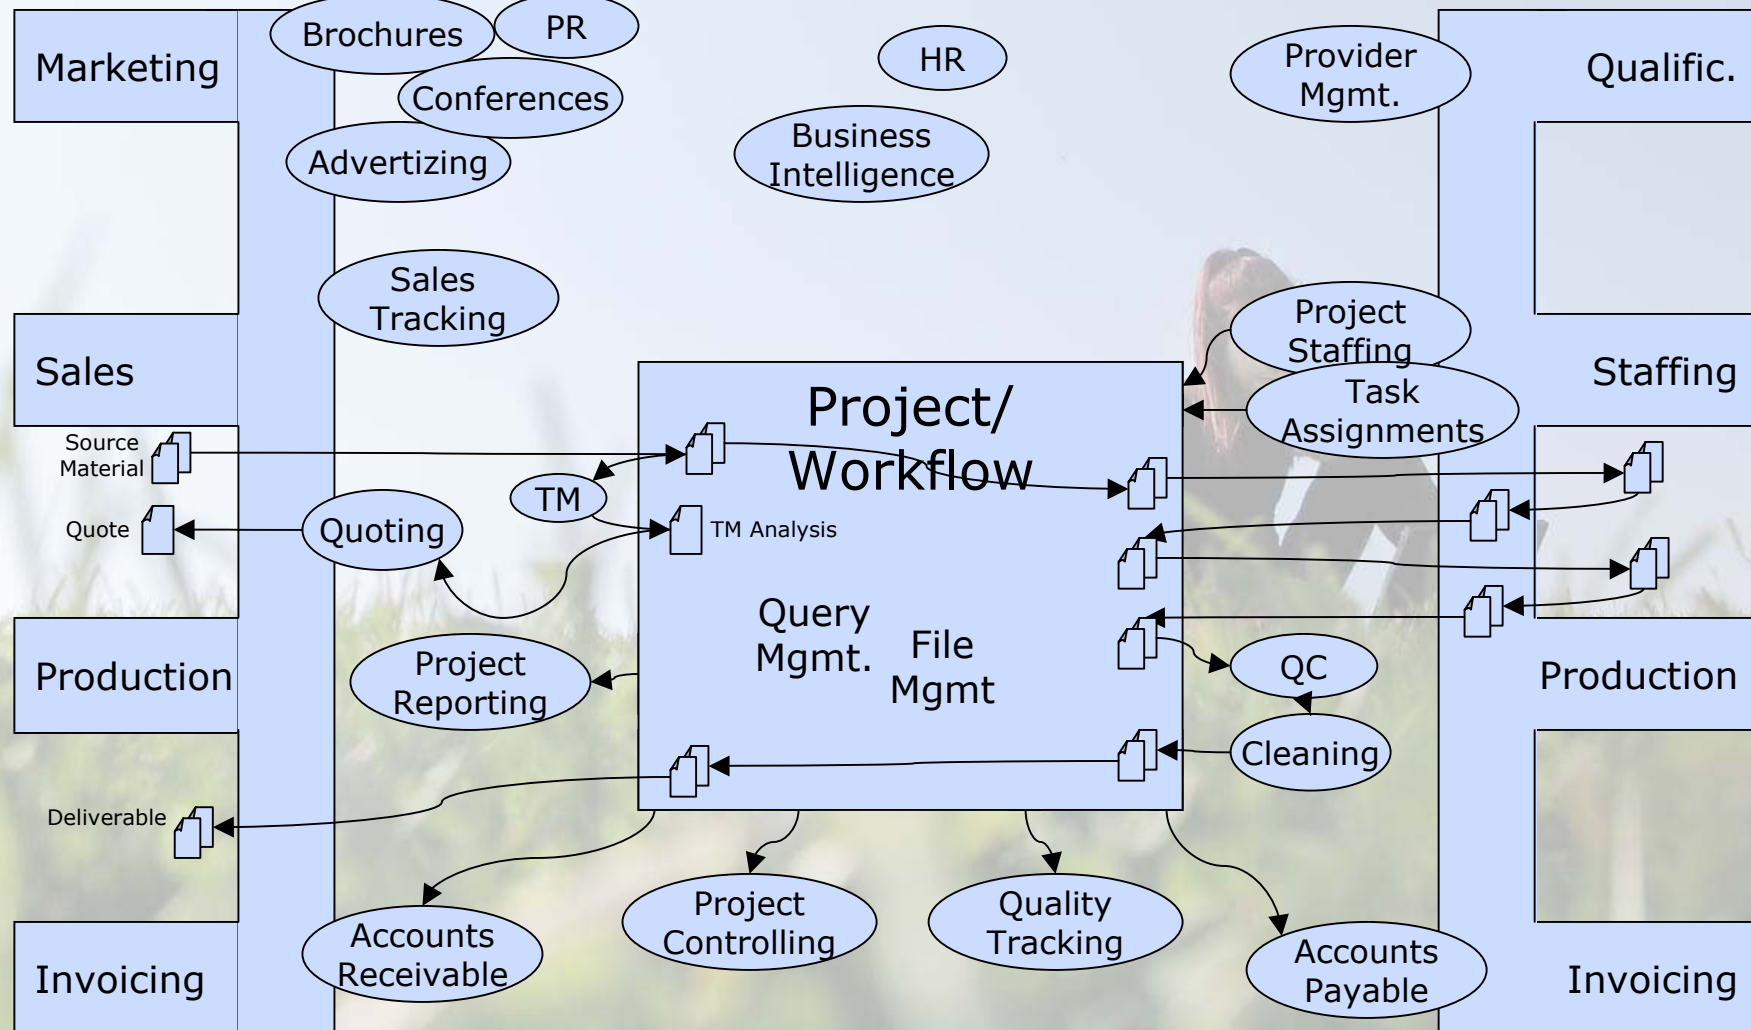 Marketing
Brochures
PR
Conferences
Advertizing
HR
Business
Intelligence
Provider
Mgmt.
Qualific.
Sales
Tracking
Sales
Project/
Workflow
Project
Staffing
Task
Assignments
Staffing
Source
Material
Quote
Quoting
TM
TM Analysis
Query
Mgmt.
File
Mgmt
Production
Project
Reporting
QC
Cleaning
Production
Deliverable
Invoicing
Accounts
Receivable
Project
Controlling
Quality
Tracking
Accounts
Payable
Invoicing